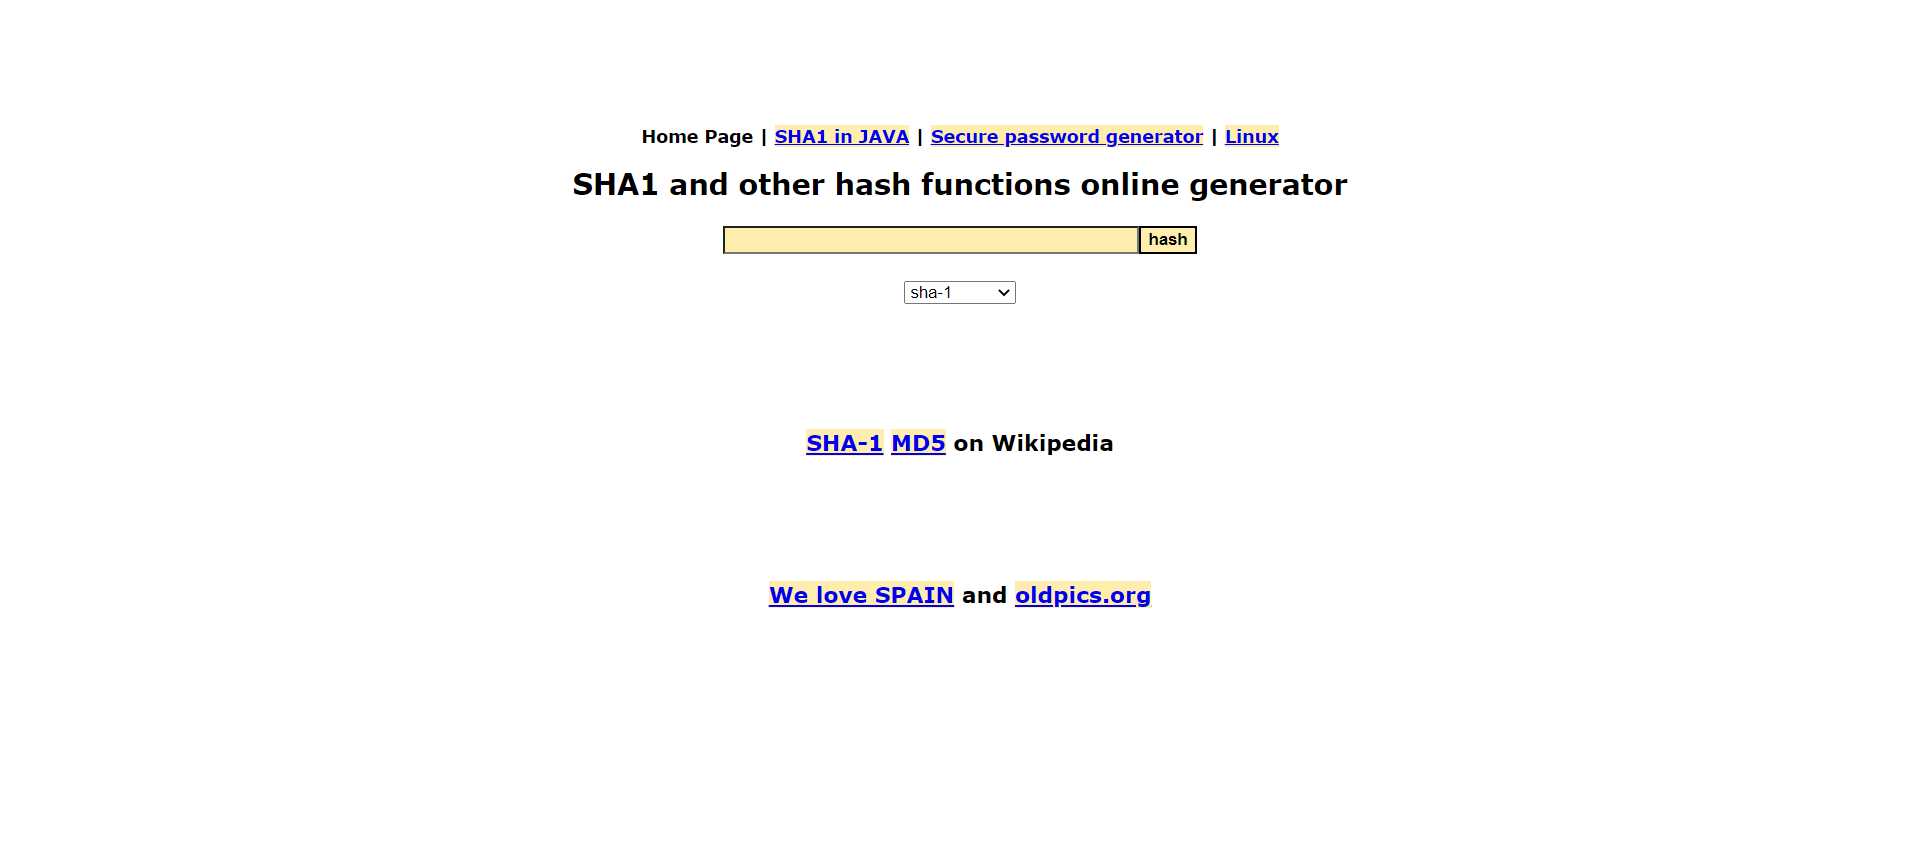 Home Page | SHA1 in JAVA | Secure password generator | Linux
SHA1 and other hash functions online generator
hash
sha-1
SHA-1 MD5 on Wikipedia
We love SPAIN and oldpics.org